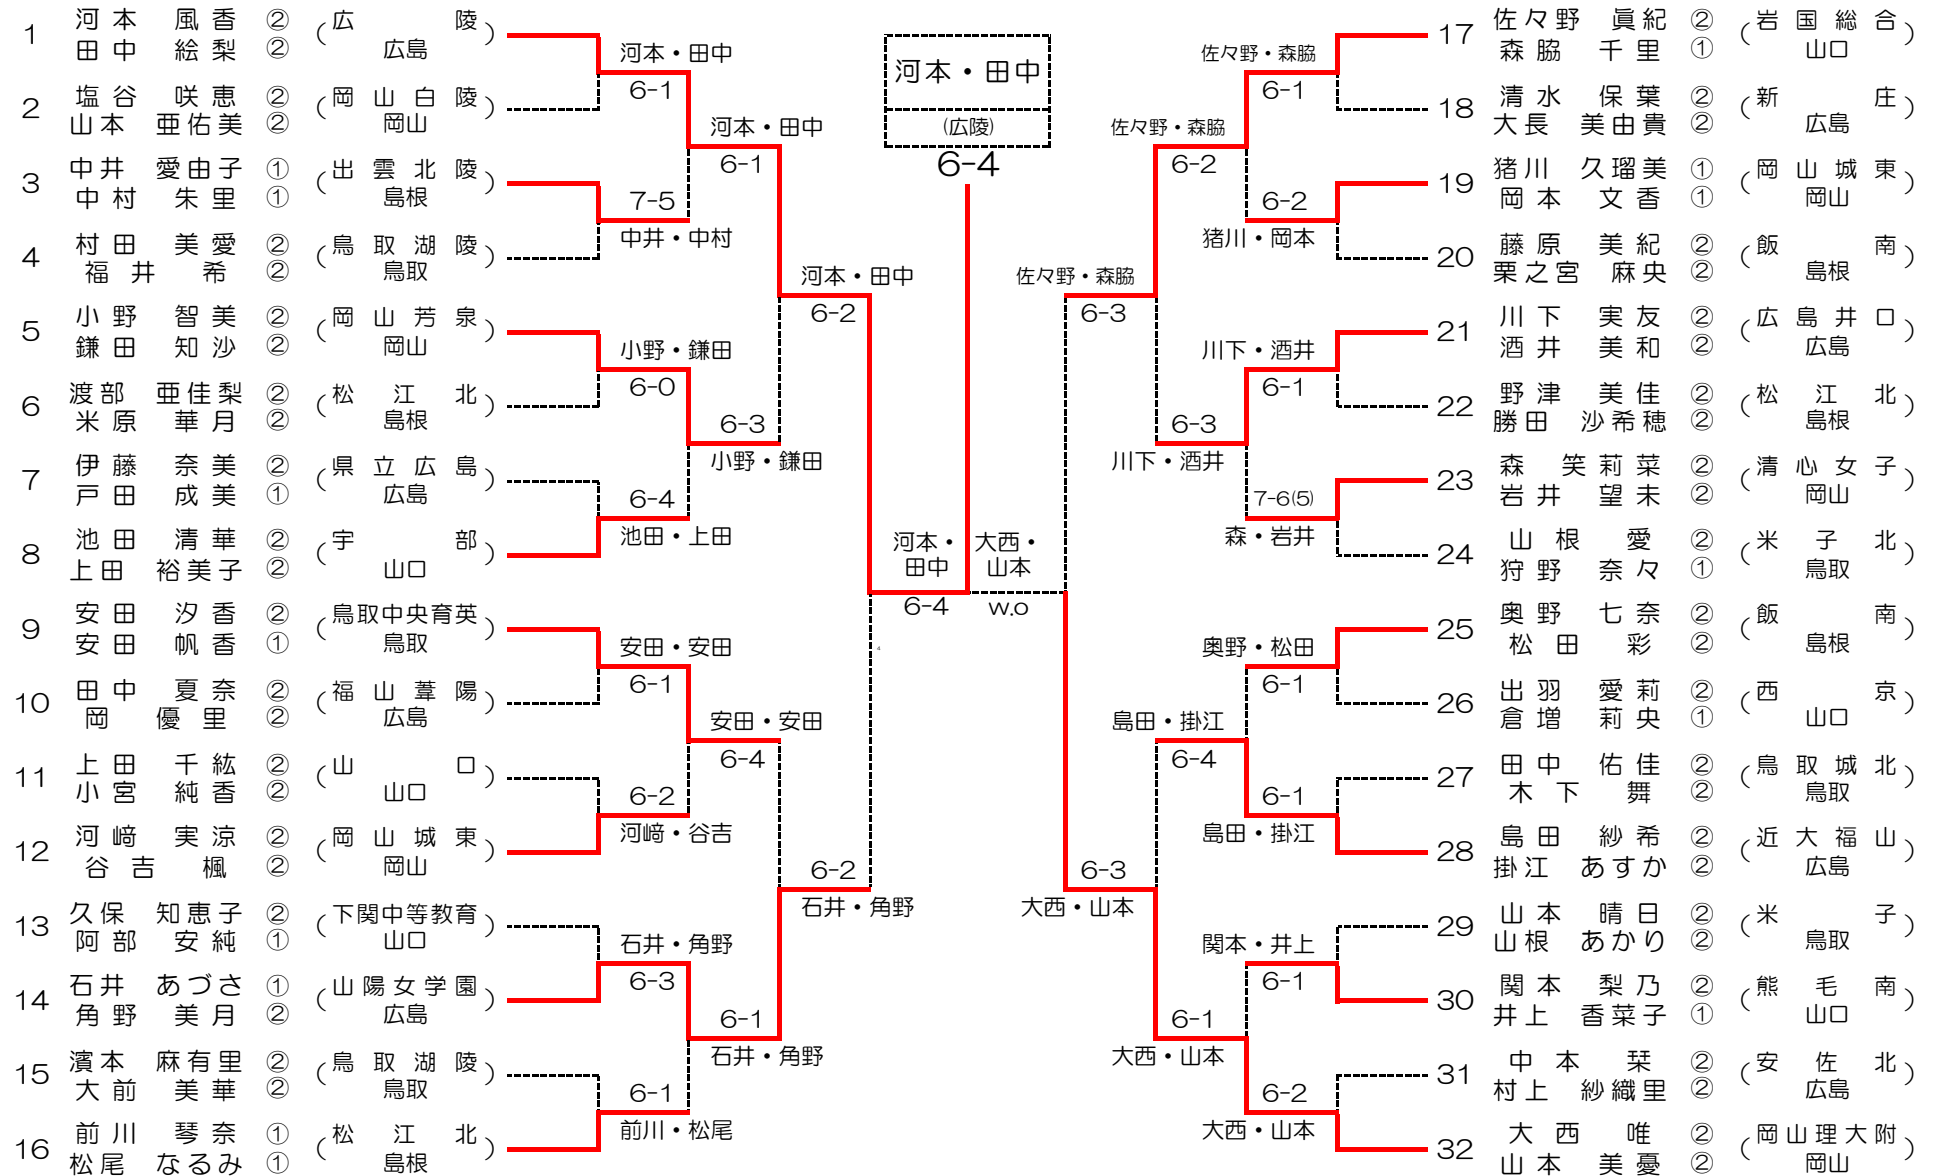 1 河本 風香 ② (広陵)
田中 絵梨 ② 広島
2 塩谷 咲恵 ② (岡山白陵)
山本 亜佑美 ② 岡山
3 中井 愛由子 ① (出雲北陵)
中村 朱里 ① 島根
4 村田 美愛 ② (鳥取湖陵)
福井 希 ② 鳥取
5 小野 智美 ② (岡山芳泉)
鎌田 知沙 ② 岡山
6 渡部 亜佳梨 ② (松江北)
米原 華月 ② 島根
7 伊藤 奈美 ② (県立広島)
戸田 成美 ① 広島
8 池田 清華 ② (宇部)
上田 裕美子 ② 山口
9 安田 汐香 ② (鳥取中央育英)
安田 帆香 ① 鳥取
10 田中 夏奈 ② (福山葦陽)
岡 優里 ② 広島
11 上田 千紘 ② (山口)
小宮 純香 ② 山口
12 河﨑 実涼 ② (岡山城東)
谷吉 楓 ② 岡山
13 久保 知恵子 ② (下関中等教育)
阿部 安純 ① 山口
14 石井 あづさ ① (山陽女学園)
角野 美月 ② 広島
15 濱本 麻有里 ② (鳥取湖陵)
大前 美華 ② 鳥取
16 前川 琴奈 ① (松江北)
松尾 なるみ ① 島根
河本・田中
6-1
7-5
中井・中村
小野・鎌田
6-0
6-4
池田・上田
安田・安田
6-1
6-2
河﨑・谷吉
石井・角野
6-3
6-1
前川・松尾
河本・田中
6-1
6-3
小野・鎌田
安田・安田
6-4
6-1
石井・角野
河本・田中
6-2
6-2
石井・角野
河本・
田中
6-4
河本・田中
(広陵)
6-4
大西・
山本
w.o
佐々野・森脇
6-3
6-3
大西・山本
佐々野・森脇
6-2
6-3
川下・酒井
島田・掛江
6-4
6-1
大西・山本
佐々野・森脇
6-1
6-2
猪川・岡本
川下・酒井
6-1
7-6(5)
森・岩井
奥野・松田
6-1
6-1
島田・掛江
関本・井上
6-1
6-2
大西・山本
17 佐々野 眞紀 ② (岩国総合)
森脇 千里 ① 山口
18 清水 保葉 ② (新庄)
大長 美由貴 ② 広島
19 猪川 久瑠美 ① (岡山城東)
岡本 文香 ① 岡山
20 藤原 美紀 ② (飯南)
栗之宮 麻央 ② 島根
21 川下 実友 ② (広島井口)
酒井 美和 ② 広島
22 野津 美佳 ② (松江北)
勝田 沙希穂 ② 島根
23 森 笑莉菜 ② (清心女子)
岩井 望未 ② 岡山
24 山根 愛 ② (米子北)
狩野 奈々 ① 鳥取
25 奥野 七奈 ② (飯南)
松田 彩 ② 島根
26 出羽 愛莉 ② (西京)
倉増 莉央 ① 山口
27 田中 佑佳 ② (鳥取城北)
木下 舞 ② 鳥取
28 島田 紗希 ② (近大福山)
掛江 あすか ② 広島
29 山本 晴日 ② (米子)
山根 あかり ② 鳥取
30 関本 梨乃 ② (熊毛南)
井上 香菜子 ① 山口
31 中本 栞 ② (安佐北)
村上 紗織里 ② 広島
32 大西 唯 ② (岡山理大附)
山本 美憂 ② 岡山